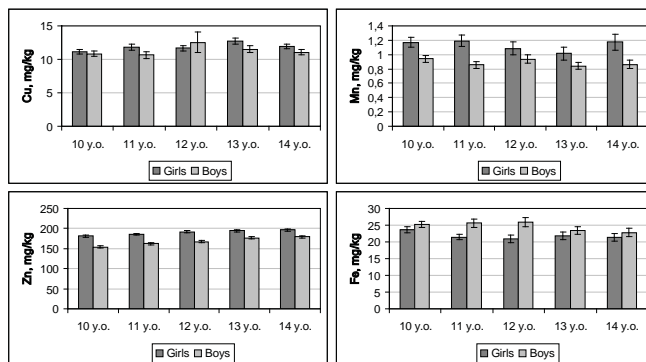 Cu, mg/kg
15
10
5
0
10 y.o. 11 y.o. 12 y.o. 13 y.o. 14 y.o.
Girls Boys
Mn, mg/kg
1,4
1,2
1
0,8
0,6
0,4
0,2
0
10 y.o. 11 y.o. 12 y.o. 13 y.o. 14 y.o.
Girls Boys
Zn, mg/kg
250
200
150
100
50
0
10 y.o. 11 y.o. 12 y.o. 13 y.o. 14 y.o.
Girls Boys
Fe, mg/kg
30
25
20
15
10
5
0
10 y.o. 11 y.o. 12 y.o. 13 y.o. 14 y.o.
Girls Boys